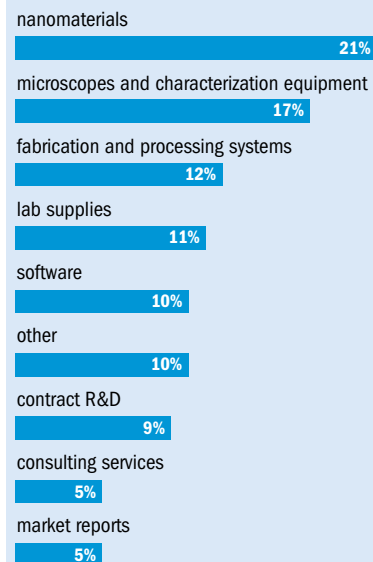 nanomaterials
21%
microscopes and characterization equipment
17%
fabrication and processing systems
12%
lab supplies
11%
software
10%
other
10%
contract R&D
9%
consulting services
5%
market reports
5%